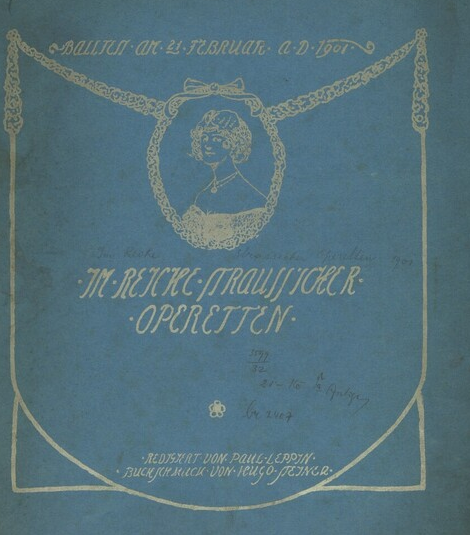 ·BALLFEST·AM·21·FEBRUAR·A·D·1901·
·IM·REICHE·STRAUSS'SCHER·
·OPERETTEN·
·REDIGIERT·VON·PAUL·LEPPIN·
·BUCHSCHMUCK·VON·HUGO·STEINER·